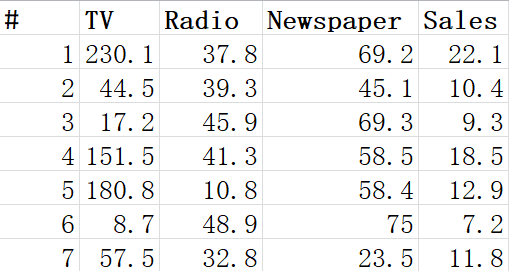 # TV Radio Newspaper Sales
1 230.1 37.8 69.2 22.1
2 44.5 39.3 45.1 10.4
3 17.2 45.9 69.3 9.3
4 151.5 41.3 58.5 18.5
5 180.8 10.8 58.4 12.9
6 8.7 48.9 75 7.2
7 57.5 32.8 23.5 11.8